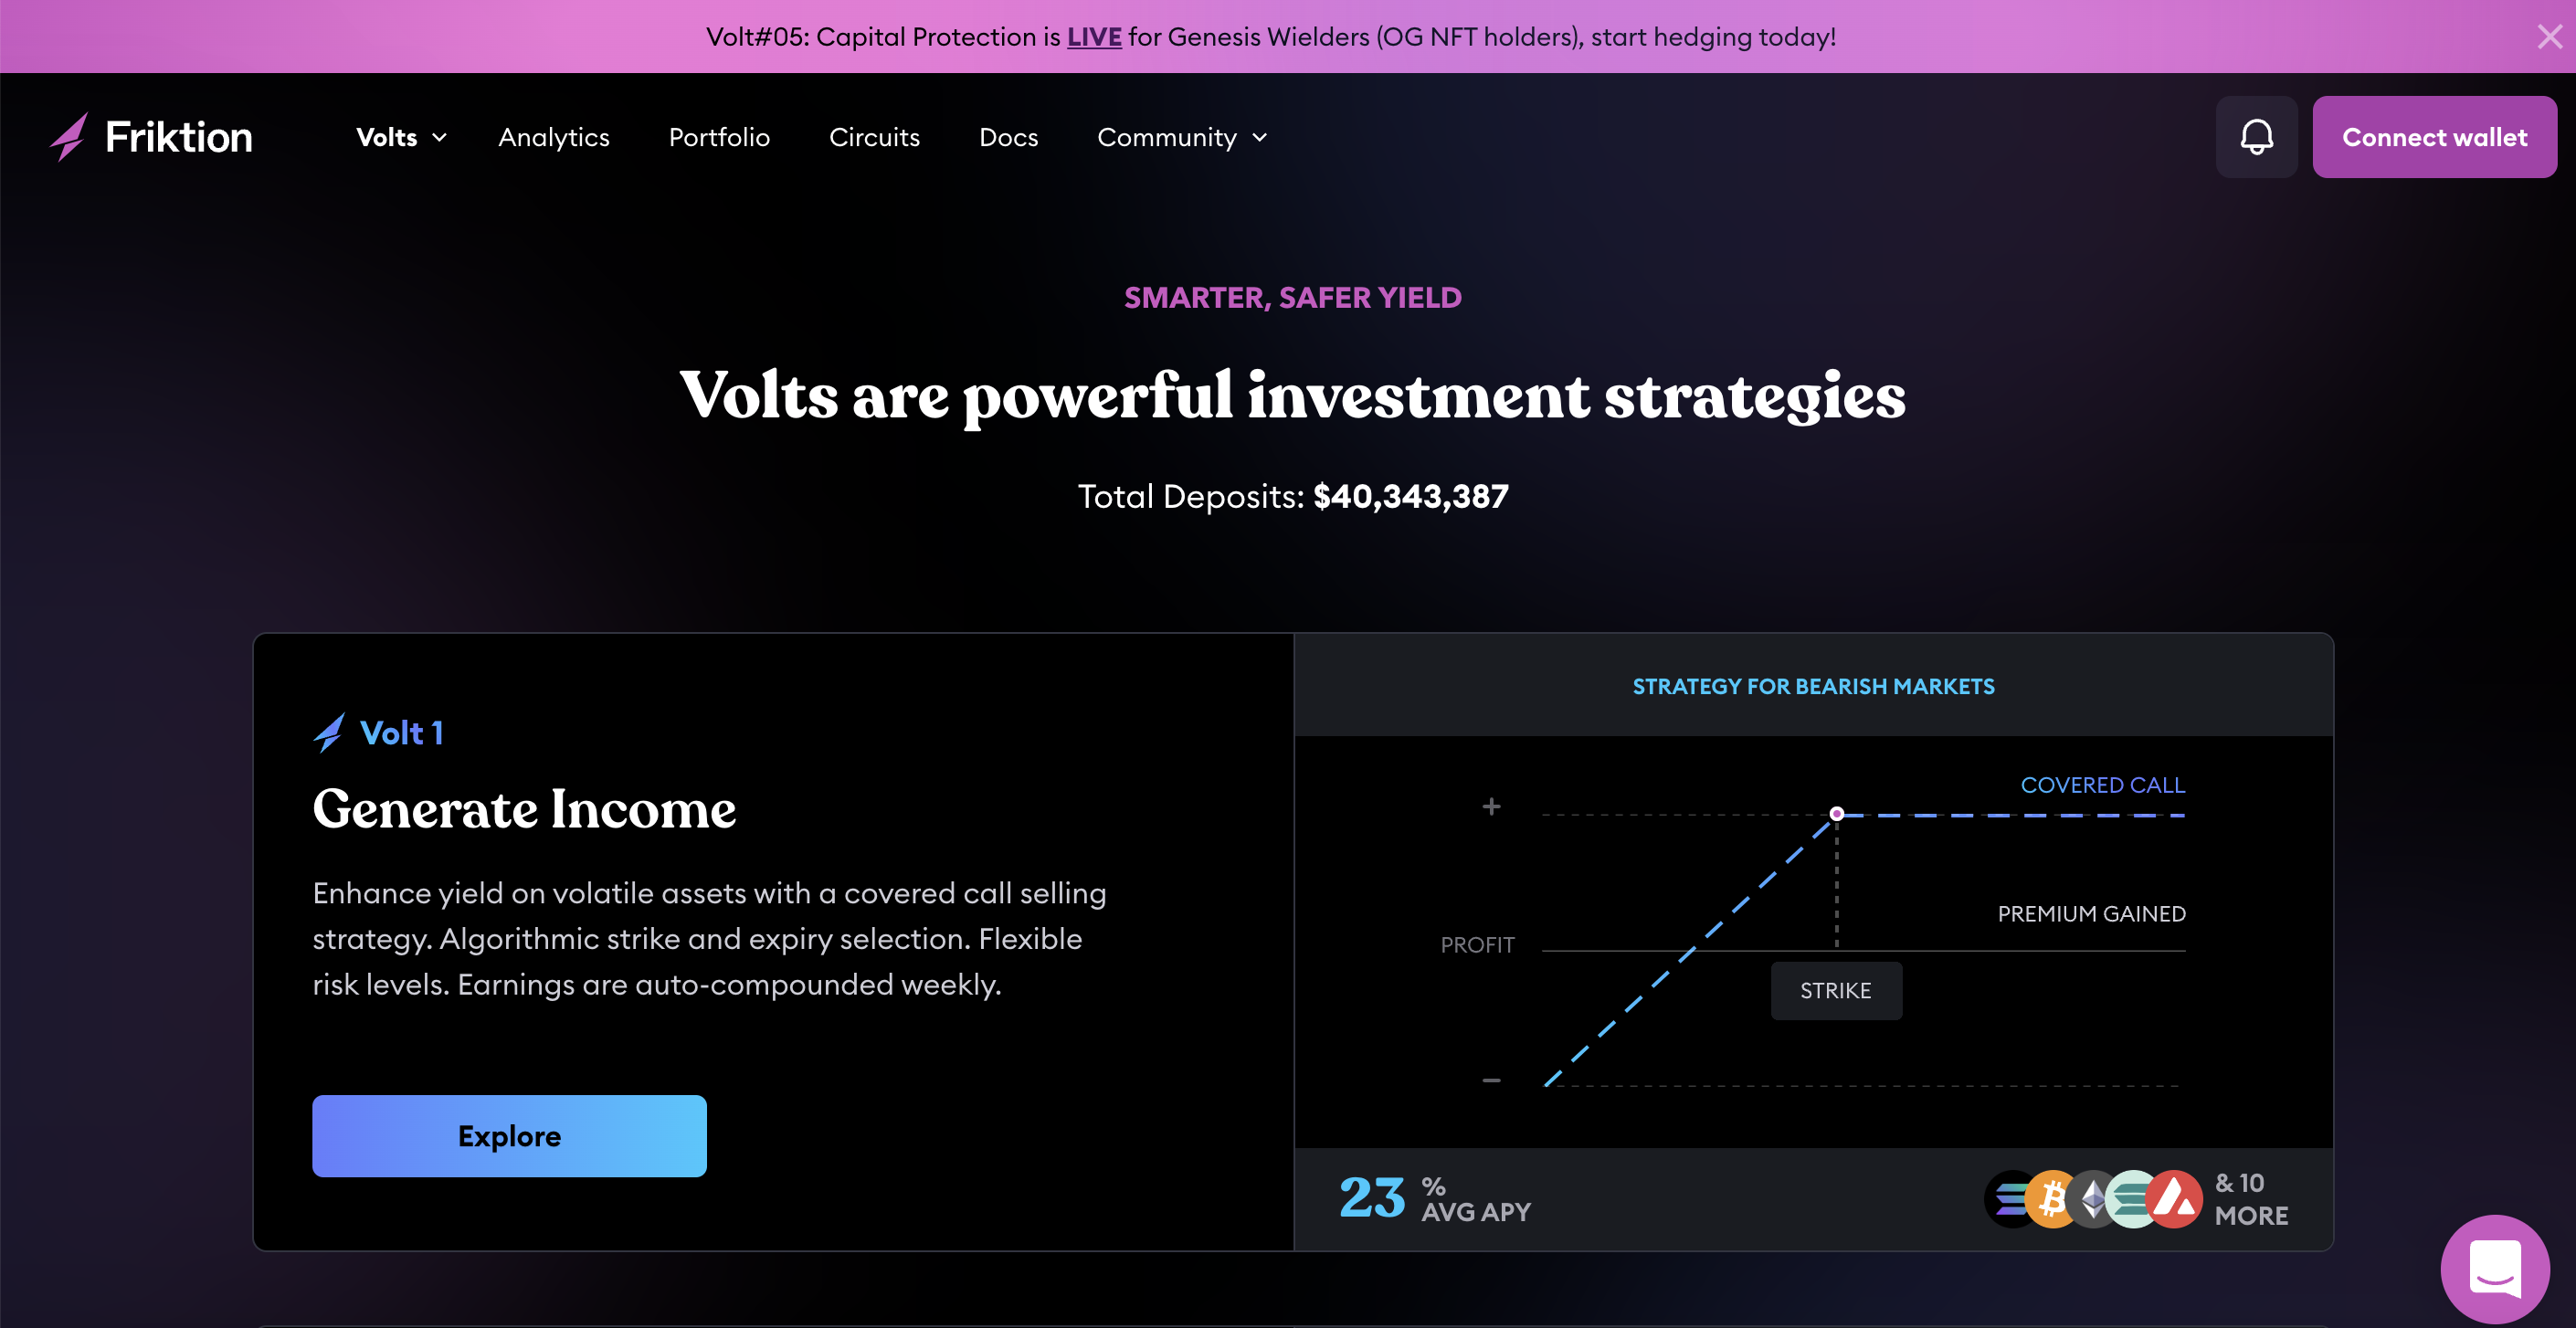 Volt#05: Capital Protection is LIVE for Genesis Wielders (OG NFT holders), start hedging today!
Friktion
Volts
Analytics
Portfolio
Circuits
Docs
Community
Connect wallet
SMARTER, SAFER YIELD
Volts are powerful investment strategies
Total Deposits: $40,343,387
Volt 1
Generate Income
Enhance yield on volatile assets with a covered call selling
strategy. Algorithmic strike and expiry selection. Flexible
risk levels. Earnings are auto-compounded weekly.
Explore
STRATEGY FOR BEARISH MARKETS
COVERED CALL
+
PREMIUM GAINED
PROFIT
STRIKE
−
23 %
AVG APY
& 10
MORE